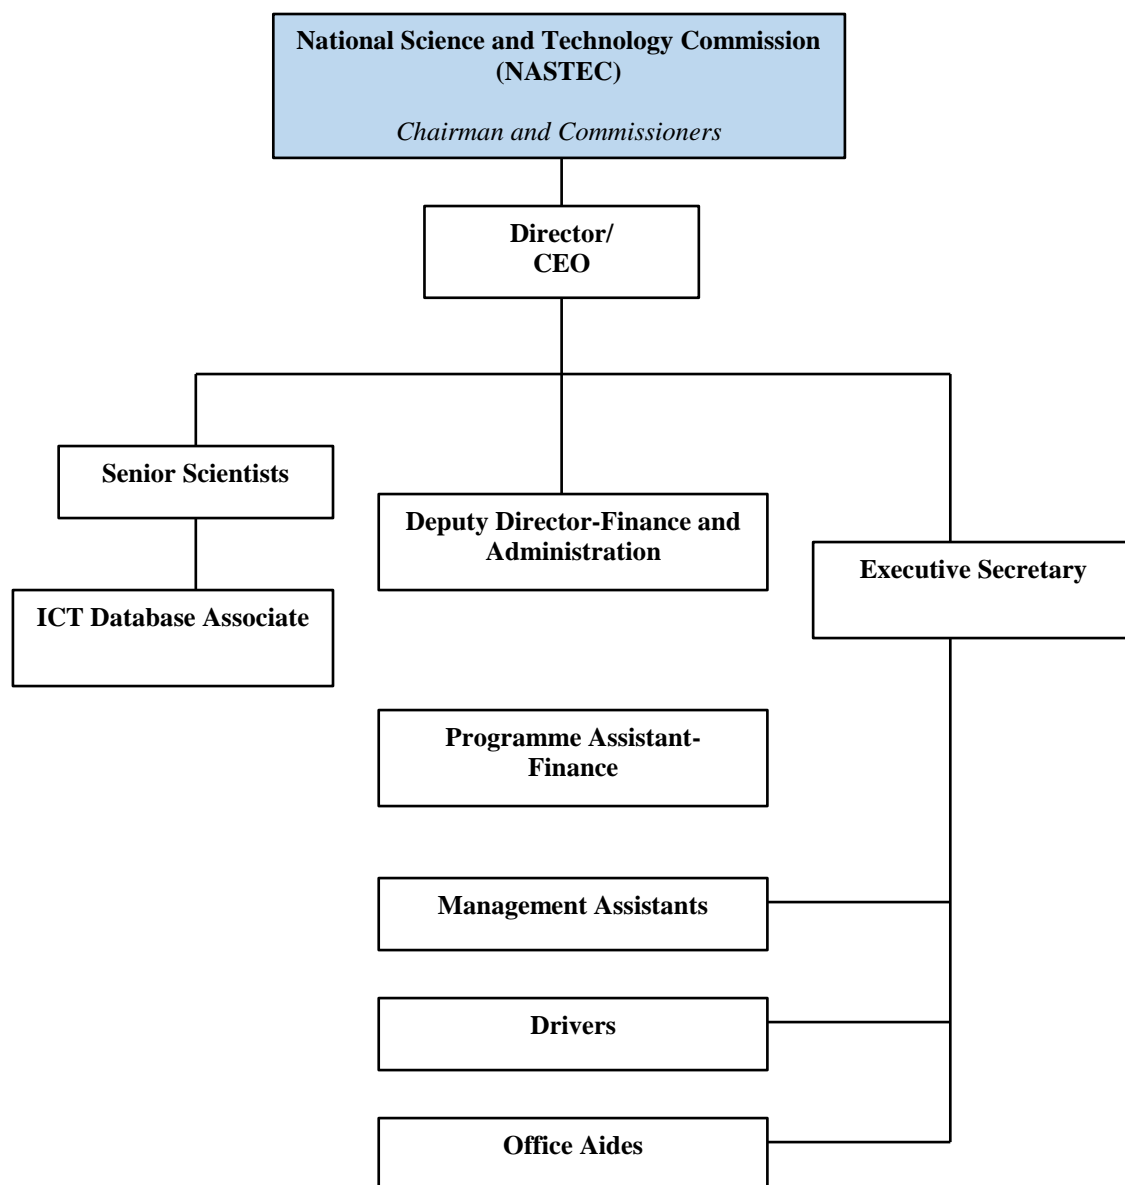 National Science and Technology Commission
(NASTEC)
Chairman and Commissioners
Director/
CEO
Senior Scientists
Deputy Director-Finance and
Administration
Executive Secretary
ICT Database Associate
Programme Assistant-
Finance
Management Assistants
Drivers
Office Aides